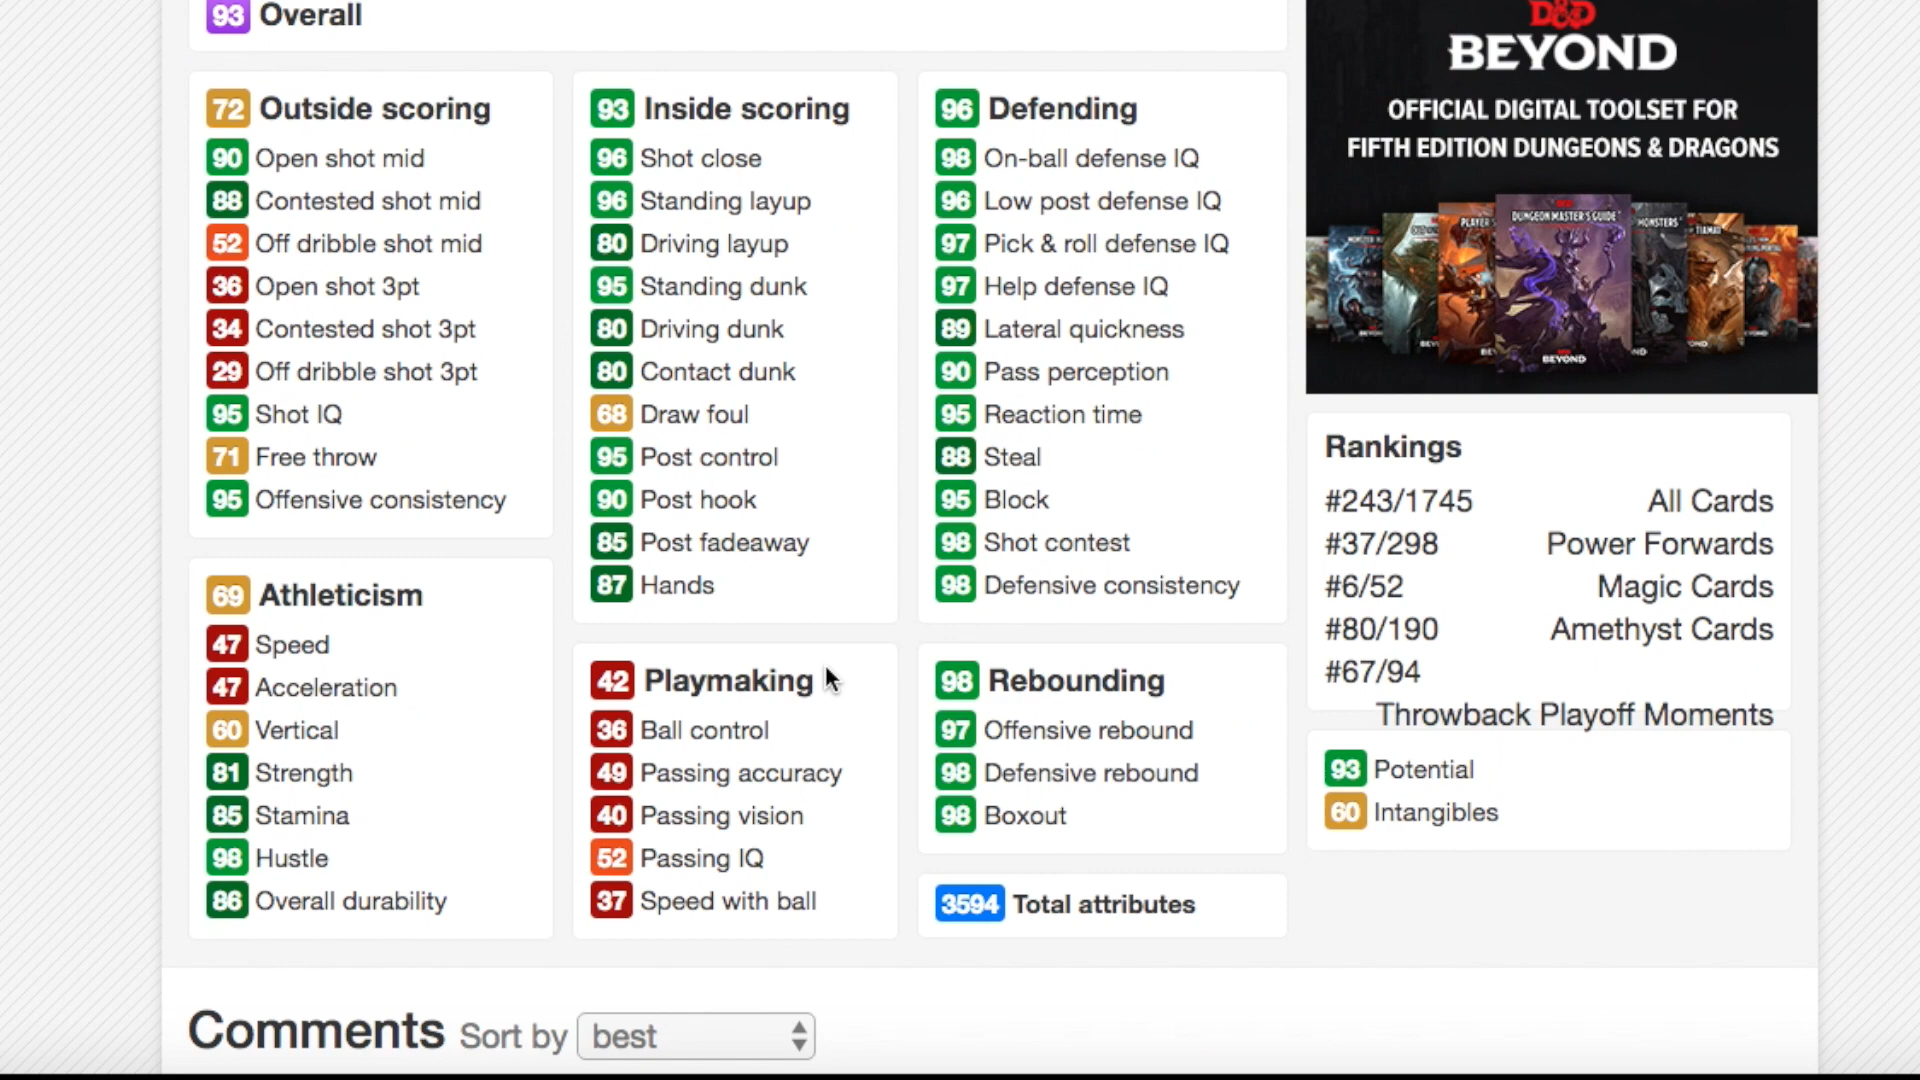 93 Overall
72 Outside scoring
90 Open shot mid
88 Contested shot mid
52 Off dribble shot mid
36 Open shot 3pt
34 Contested shot 3pt
29 Off dribble shot 3pt
95 Shot IQ
71 Free throw
95 Offensive consistency
69 Athleticism
47 Speed
47 Acceleration
60 Vertical
81 Strength
85 Stamina
98 Hustle
86 Overall durability
93 Inside scoring
96 Shot close
96 Standing layup
80 Driving layup
95 Standing dunk
80 Driving dunk
80 Contact dunk
68 Draw foul
95 Post control
90 Post hook
85 Post fadeaway
87 Hands
42 Playmaking
36 Ball control
49 Passing accuracy
40 Passing vision
52 Passing IQ
37 Speed with ball
96 Defending
98 On-ball defense IQ
96 Low post defense IQ
97 Pick & roll defense IQ
97 Help defense IQ
89 Lateral quickness
90 Pass perception
95 Reaction time
88 Steal
95 Block
98 Shot contest
98 Defensive consistency
98 Rebounding
97 Offensive rebound
98 Defensive rebound
98 Boxout
3594 Total attributes
D&D
BEYOND
OFFICIAL DIGITAL TOOLSET FOR
FIFTH EDITION DUNGEONS & DRAGONS
DUNGEON MASTER'S GUIDE
BEYOND
Rankings
#243/1745 All Cards
#37/298 Power Forwards
#6/52 Magic Cards
#80/190 Amethyst Cards
#67/94
Throwback Playoff Moments
93 Potential
60 Intangibles
Comments Sort by best